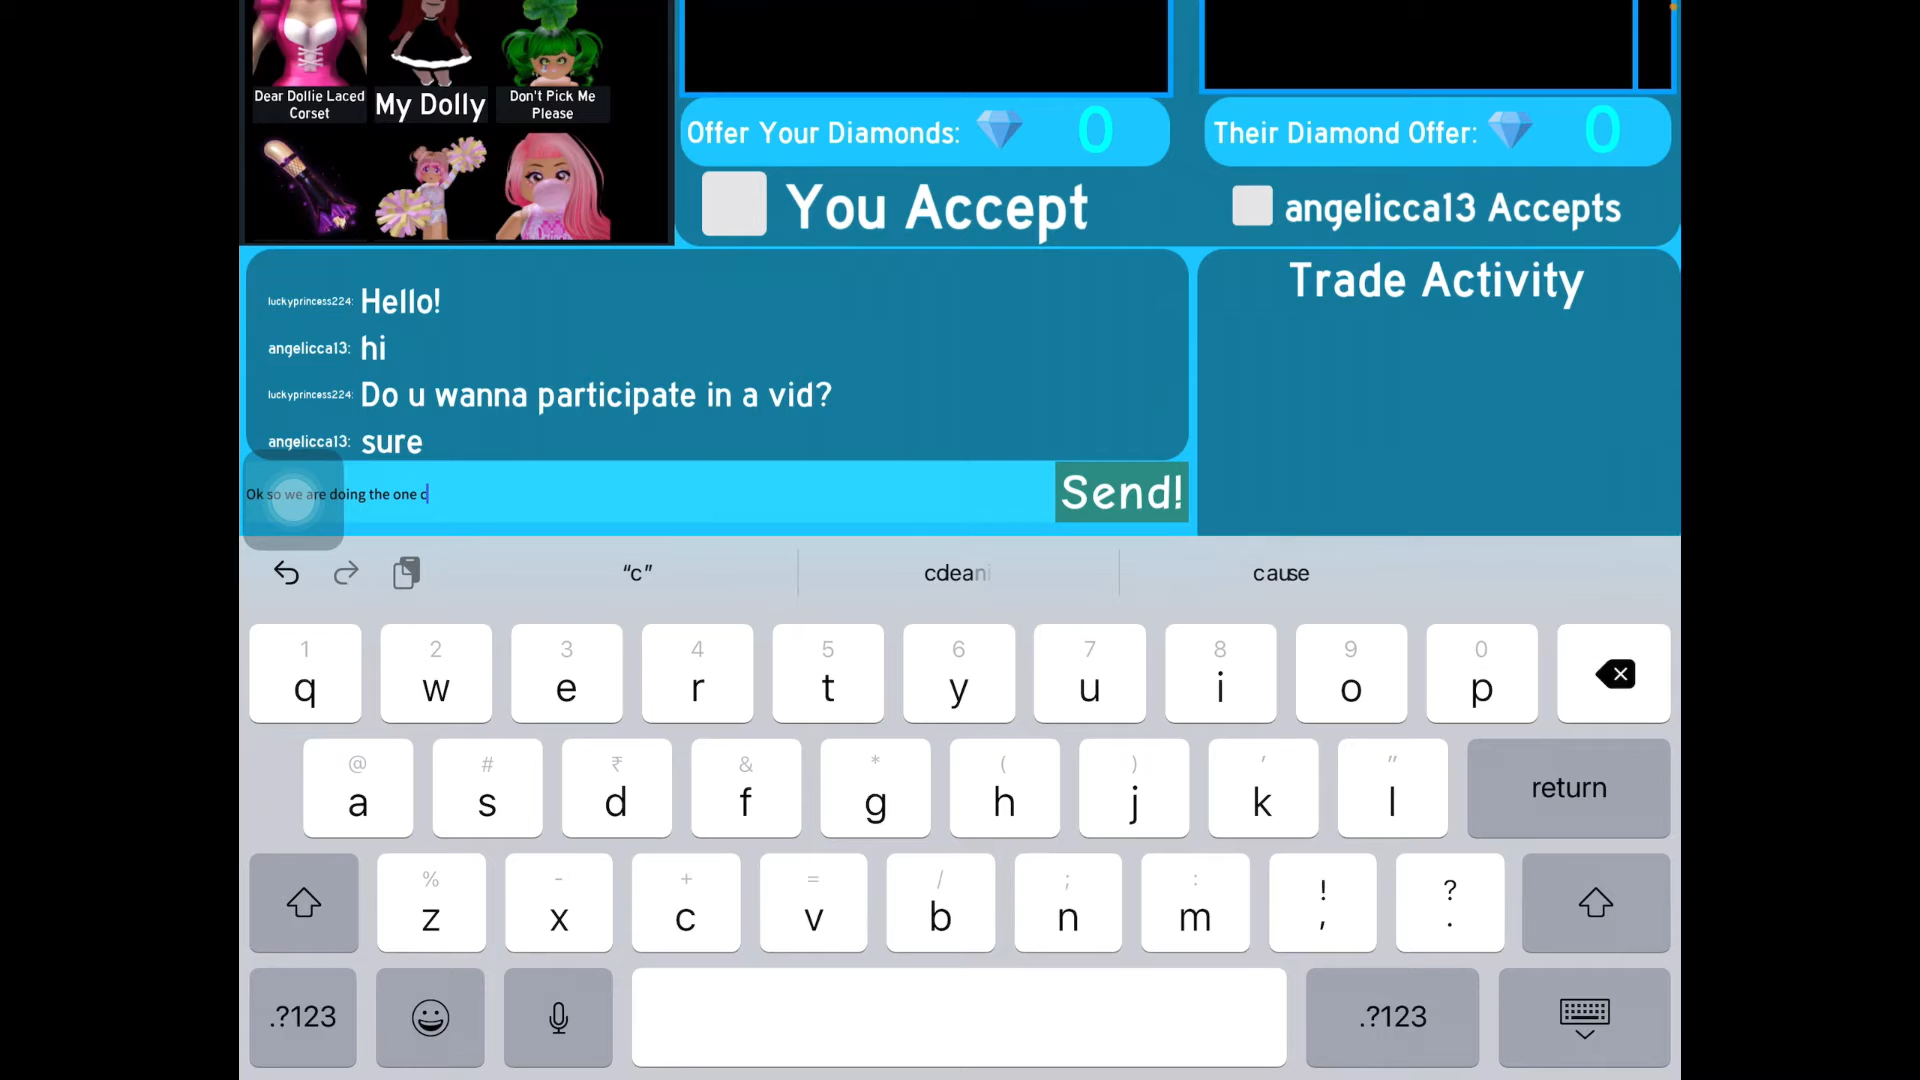 Dear Dollie Laced
Corset
My Dolly
Don't Pick Me
Please
Offer Your Diamonds: 0
Their Diamond Offer: 0
You Accept
angelicca13 Accepts
luckyprincess224: Hello!
angelicca13: hi
luckyprincess224: Do u wanna participate in a vid?
angelicca13: sure
Trade Activity
Ok so we are doing the one c
Send!
“c”
cause
1 2 3 4 5 6 7 8 9 0
q w e r t y u i o p
@ # ₹ & * ( ) ' "
a s d f g h j k l return
% - + = / ; : ! ?
z x c v b n m , .
.?123 .?123